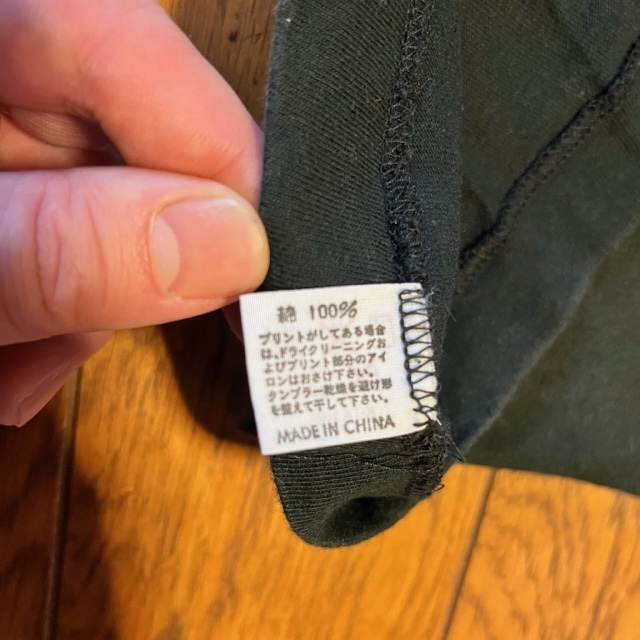 綿 100%
プリントがしてある場合
は、ドライクリーニングお
よびプリント部分のアイ
ロンはおさけ下さい。
タンブラー乾燥を避け形
を整えて干して下さい。
MADE IN CHINA